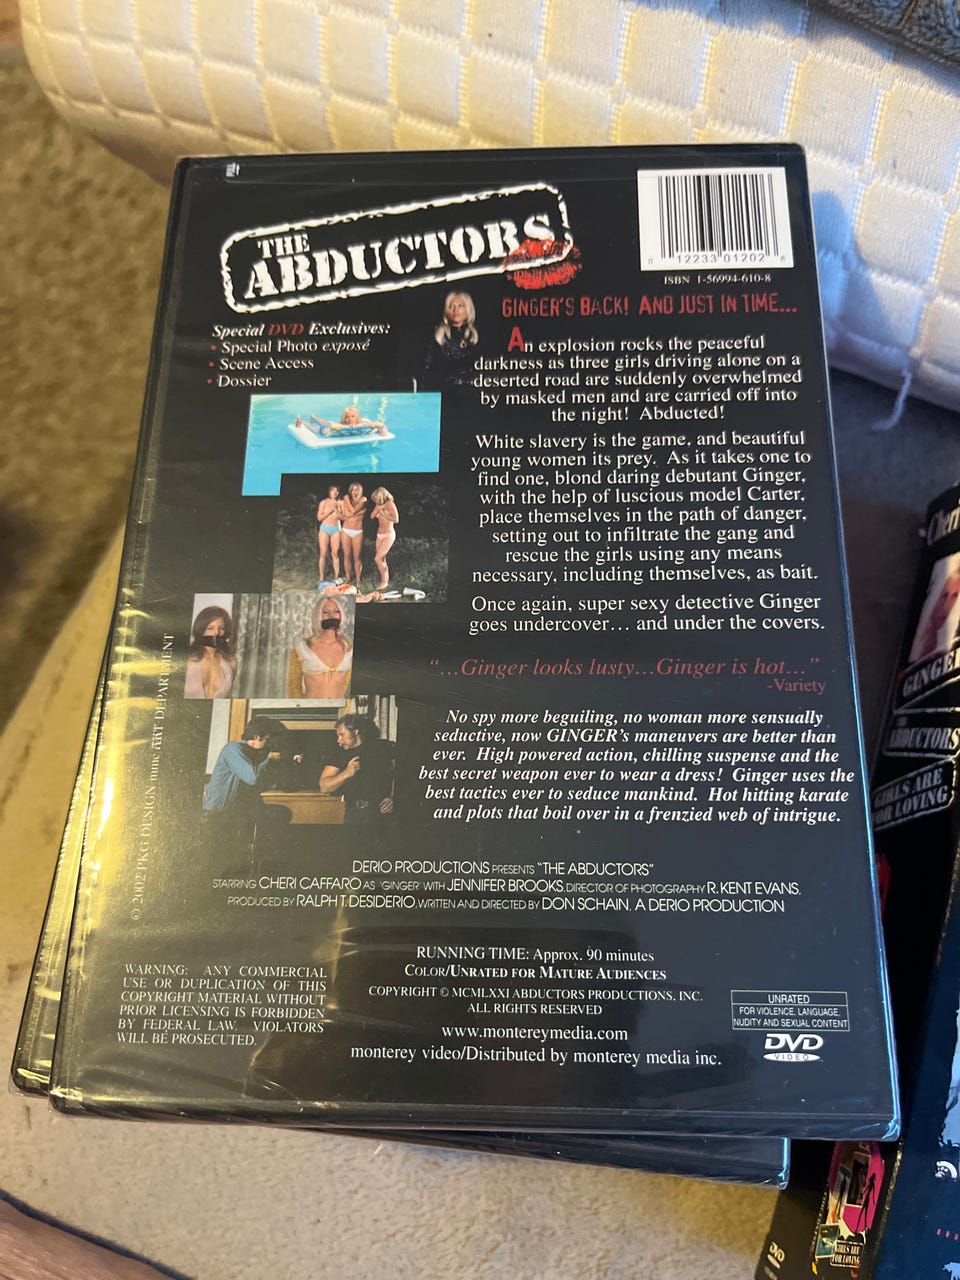 THE
ABDUCTORS
0 12233 01202 6
ISBN 1-56994-610-8
GINGER'S BACK! AND JUST IN TIME...
Special DVD Exclusives:
• Special Photo exposé
• Scene Access
• Dossier
An explosion rocks the peaceful
darkness as three girls driving alone on a
deserted road are suddenly overwhelmed
by masked men and are carried off into
the night! Abducted!
White slavery is the game, and beautiful
young women its prey. As it takes one to
find one, blond daring debutant Ginger,
with the help of luscious model Carter,
place themselves in the path of danger,
setting out to infiltrate the gang and
rescue the girls using any means
necessary, including themselves, as bait.
Once again, super sexy detective Ginger
goes undercover... and under the covers.
"...Ginger looks lusty...Ginger is hot..."
-Variety
No spy more beguiling, no woman more sensually
seductive, now GINGER's maneuvers are better than
ever. High powered action, chilling suspense and the
best secret weapon ever to wear a dress! Ginger uses the
best tactics ever to seduce mankind. Hot hitting karate
and plots that boil over in a frenzied web of intrigue.
© 2002 PKG DESIGN-mme ART DEPARTMENT
DERIO PRODUCTIONS PRESENTS "THE ABDUCTORS"
STARRING CHERI CAFFARO AS "GINGER" WITH JENNIFER BROOKS, DIRECTOR OF PHOTOGRAPHY R. KENT EVANS,
PRODUCED BY RALPH T. DESIDERIO, WRITTEN AND DIRECTED BY DON SCHAIN. A DERIO PRODUCTION
WARNING: ANY COMMERCIAL
USE OR DUPLICATION OF THIS
COPYRIGHT MATERIAL WITHOUT
PRIOR LICENSING IS FORBIDDEN
BY FEDERAL LAW. VIOLATORS
WILL BE PROSECUTED.
RUNNING TIME: Approx. 90 minutes
COLOR/UNRATED FOR MATURE AUDIENCES
COPYRIGHT © MCMLXXI ABDUCTORS PRODUCTIONS, INC.
ALL RIGHTS RESERVED
www.montereymedia.com
monterey video/Distributed by monterey media inc.
UNRATED
FOR VIOLENCE, LANGUAGE,
NUDITY AND SEXUAL CONTENT
DVD
VIDEO
Cheri
GINGER
THE
ABDUCTORS
GIRLS ARE
FOR LOVING
DVD
GIRLS ARE
FOR LOVING